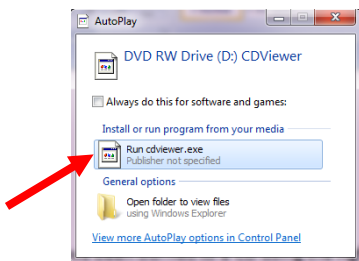 AutoPlay
DVD RW Drive (D:) CDViewer
Always do this for software and games:
Install or run program from your media
Run cdviewer.exe
Publisher not specified
General options
Open folder to view files
using Windows Explorer
View more AutoPlay options in Control Panel